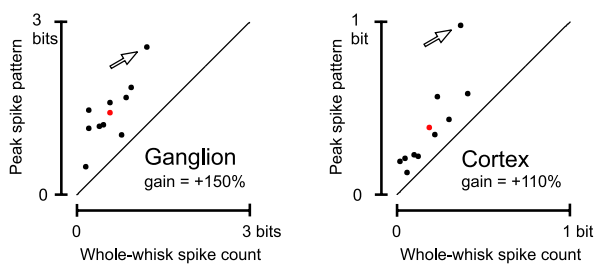 3
bits
Peak spike pattern
0
Ganglion
gain = +150%
0
3 bits
Whole-whisk spike count
1
bit
Peak spike pattern
0
Cortex
gain = +110%
0
1 bit
Whole-whisk spike count